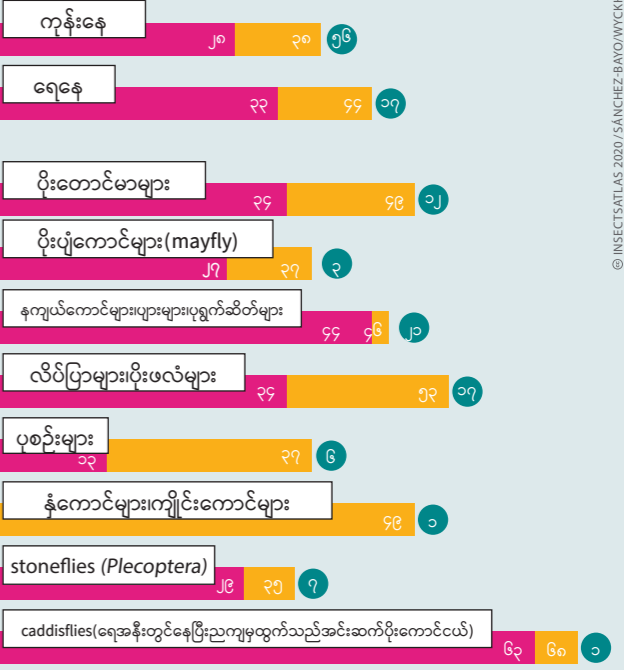 ကုန်းနေ
၂၈ ၃၈ ၅၆
ရေနေ
၃၃ ၄၄ ၁၇
ပိုးတောင်မာများ
၃၄ ၄၉ ၁၂
ပိုးပျံကောင်များ(mayfly)
၂၇ ၃၇ ၃
နကျယ်ကောင်များ၊ပျားများ၊ပုရွက်ဆိတ်များ
၄၄ ၄၆ ၂၁
လိပ်ပြာများ၊ပိုးဖလံများ
၃၄ ၅၃ ၁၇
ပုစဉ်းများ
၁၃ ၃၇ ၆
နှံကောင်များ၊ကျိုင်းကောင်များ
၄၉ ၁
stoneflies (Plecoptera)
၂၉ ၃၅ ၇
caddisflies(ရေအနီးတွင်နေပြီးညကျမှထွက်သည်အင်းဆက်ပိုးကောင်ငယ်)
၆၃ ၆၈ ၁
© INSECTSATLAS 2020 / SÁNCHEZ-BAYO/WYCKI